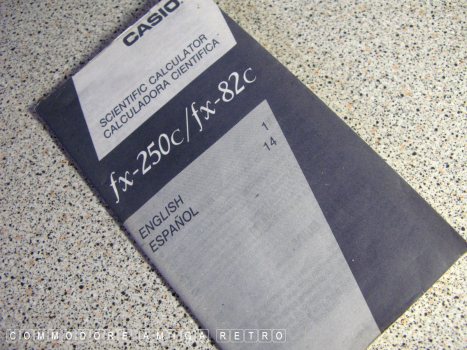 CASIO
SCIENTIFIC CALCULATOR
CALCULADORA CIENTIFICA
fx-250C/fx-82C
ENGLISH 1
ESPAÑOL 14
COMMODORE AMIGA RETRO